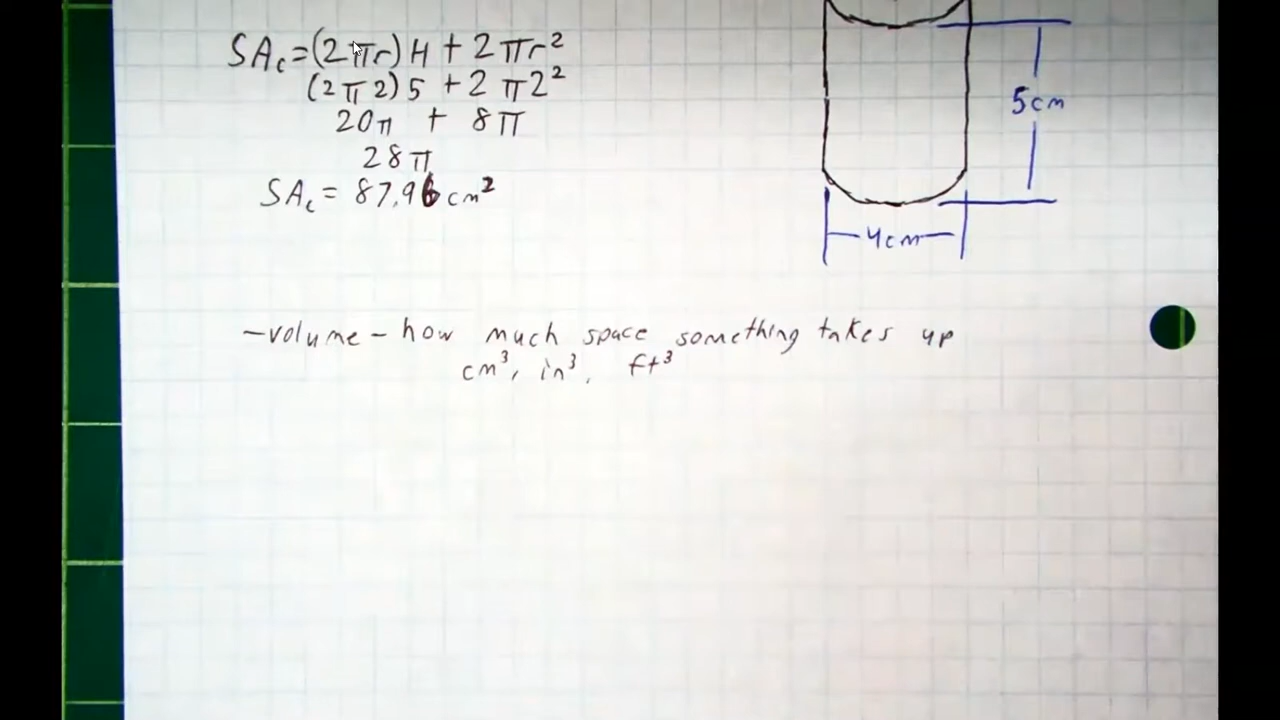 SAc = (2πr) H + 2πr²
(2π2) 5 + 2π2²
20π + 8π
28π
SAc = 87.96 cm²
5cm
4cm
- volume - how much space something takes up
cm³, in³, ft³